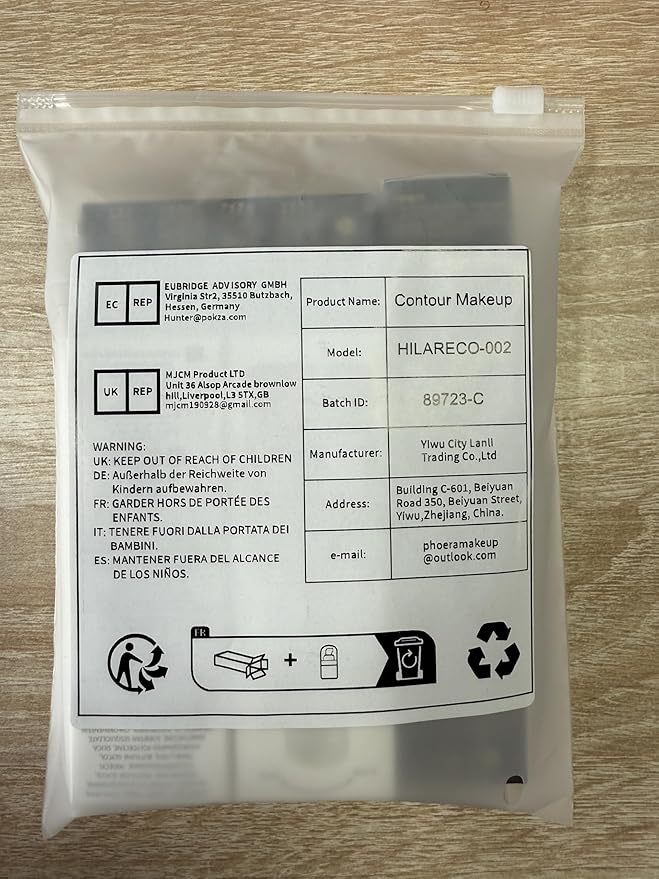 EC REP
EUBRIDGE ADVISORY GMBH
Virginia Str2, 35510 Butzbach,
Hessen, Germany
Hunter@pokza.com
UK REP
MJCM Product LTD
Unit 36 Alsop Arcade brownlow
hill,Liverpool,L3 5TX,GB
mjcm190928@gmail.com
WARNING:
UK: KEEP OUT OF REACH OF CHILDREN
DE: Außerhalb der Reichweite von
Kindern aufbewahren.
FR: GARDER HORS DE PORTÉE DES
ENFANTS.
IT: TENERE FUORI DALLA PORTATA DEI
BAMBINI.
ES: MANTENER FUERA DEL ALCANCE
DE LOS NIÑOS.
Product Name: Contour Makeup
Model: HILARECO-002
Batch ID: 89723-C
Manufacturer: Yiwu City Lanli
Trading Co.,Ltd
Address: Building C-601, Beiyuan
Road 350, Beiyuan Street,
Yiwu,Zhejiang, China.
e-mail: phoeramakeup
@outlook.com
FR
+